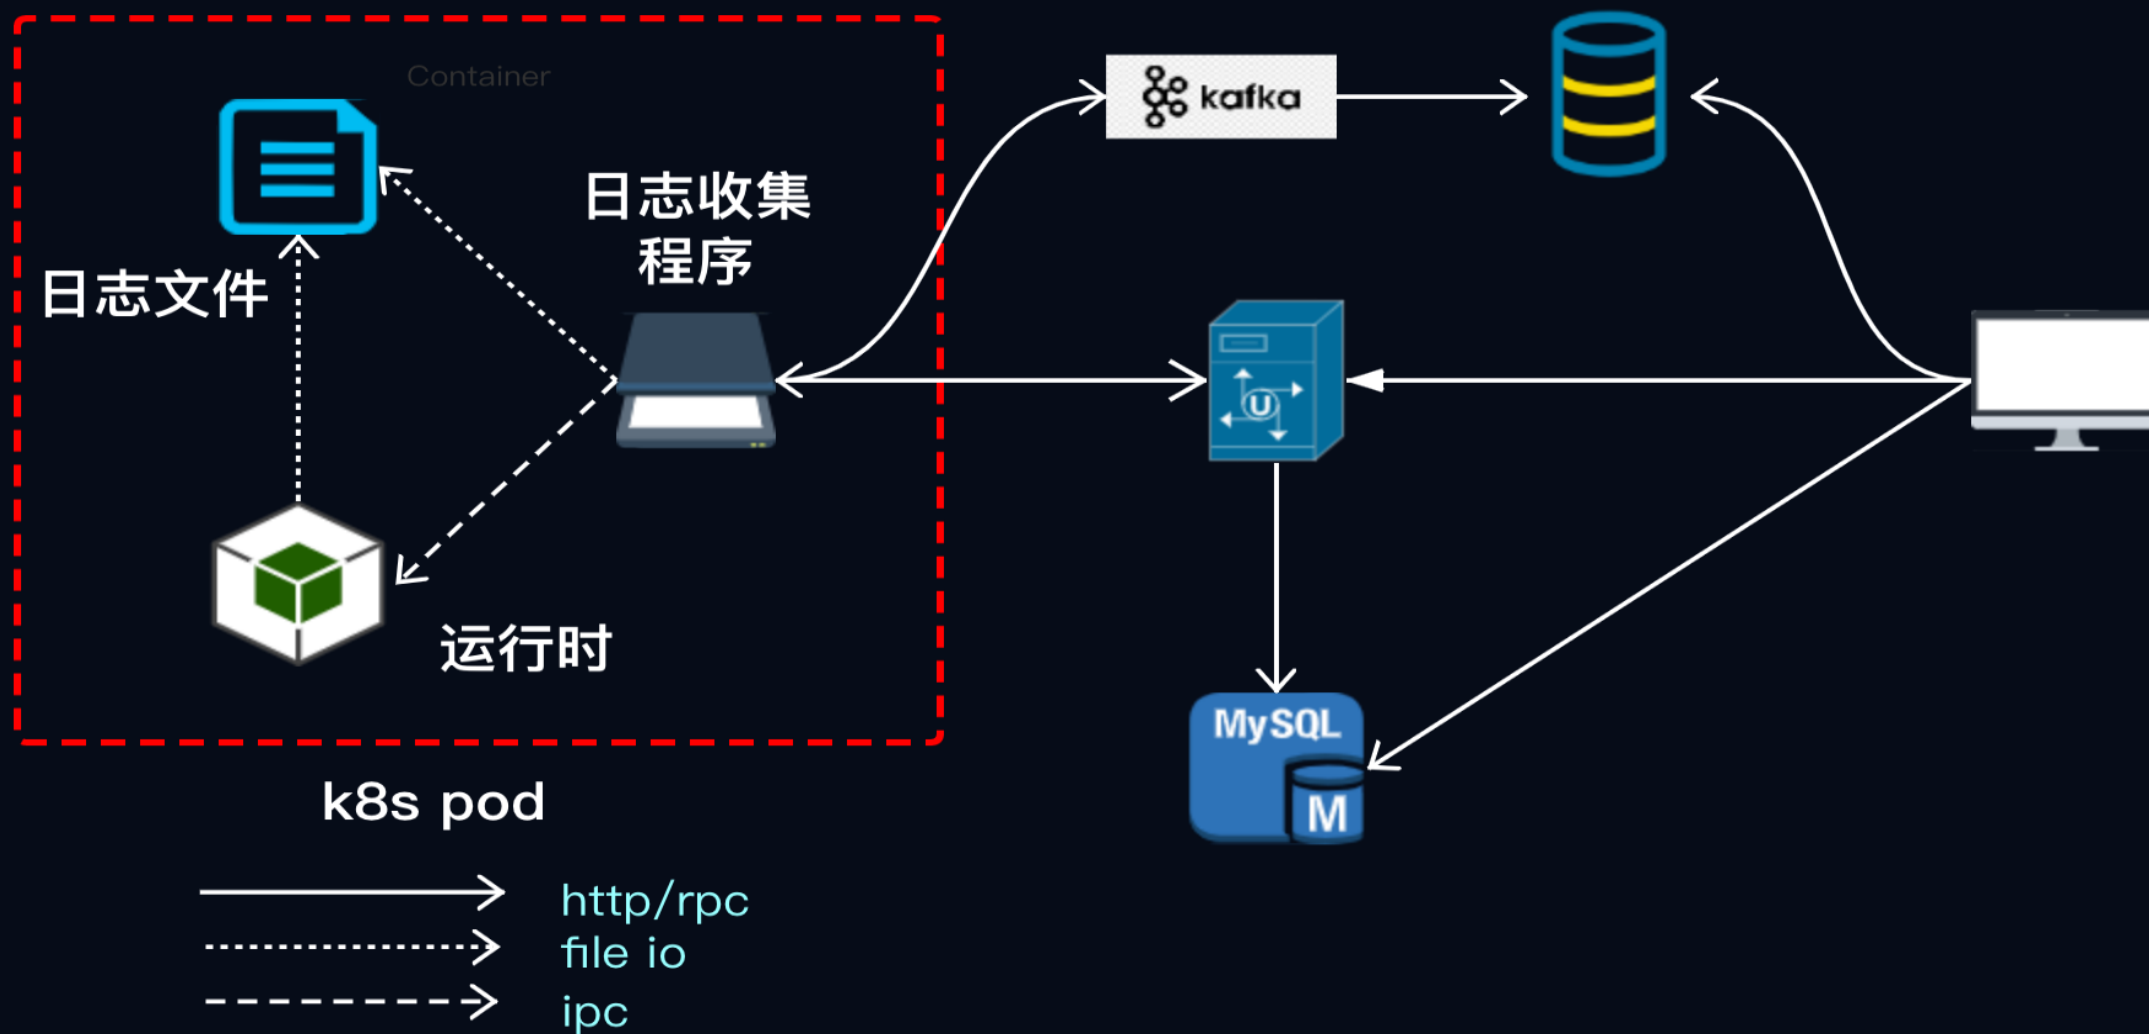 Container
kafka
日志收集
程序
日志文件
U
运行时
MySQL
M
k8s pod
http/rpc
file io
ipc